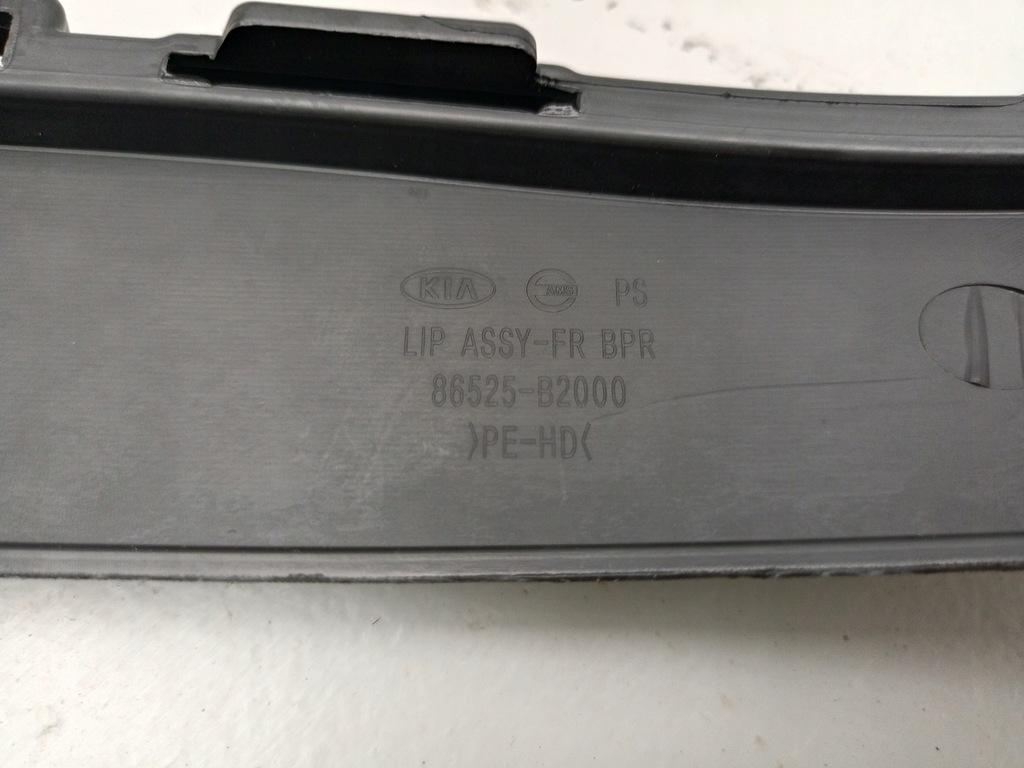 KIA PS
LIP ASSY-FR BPR
86525-B2000
>PE-HD<